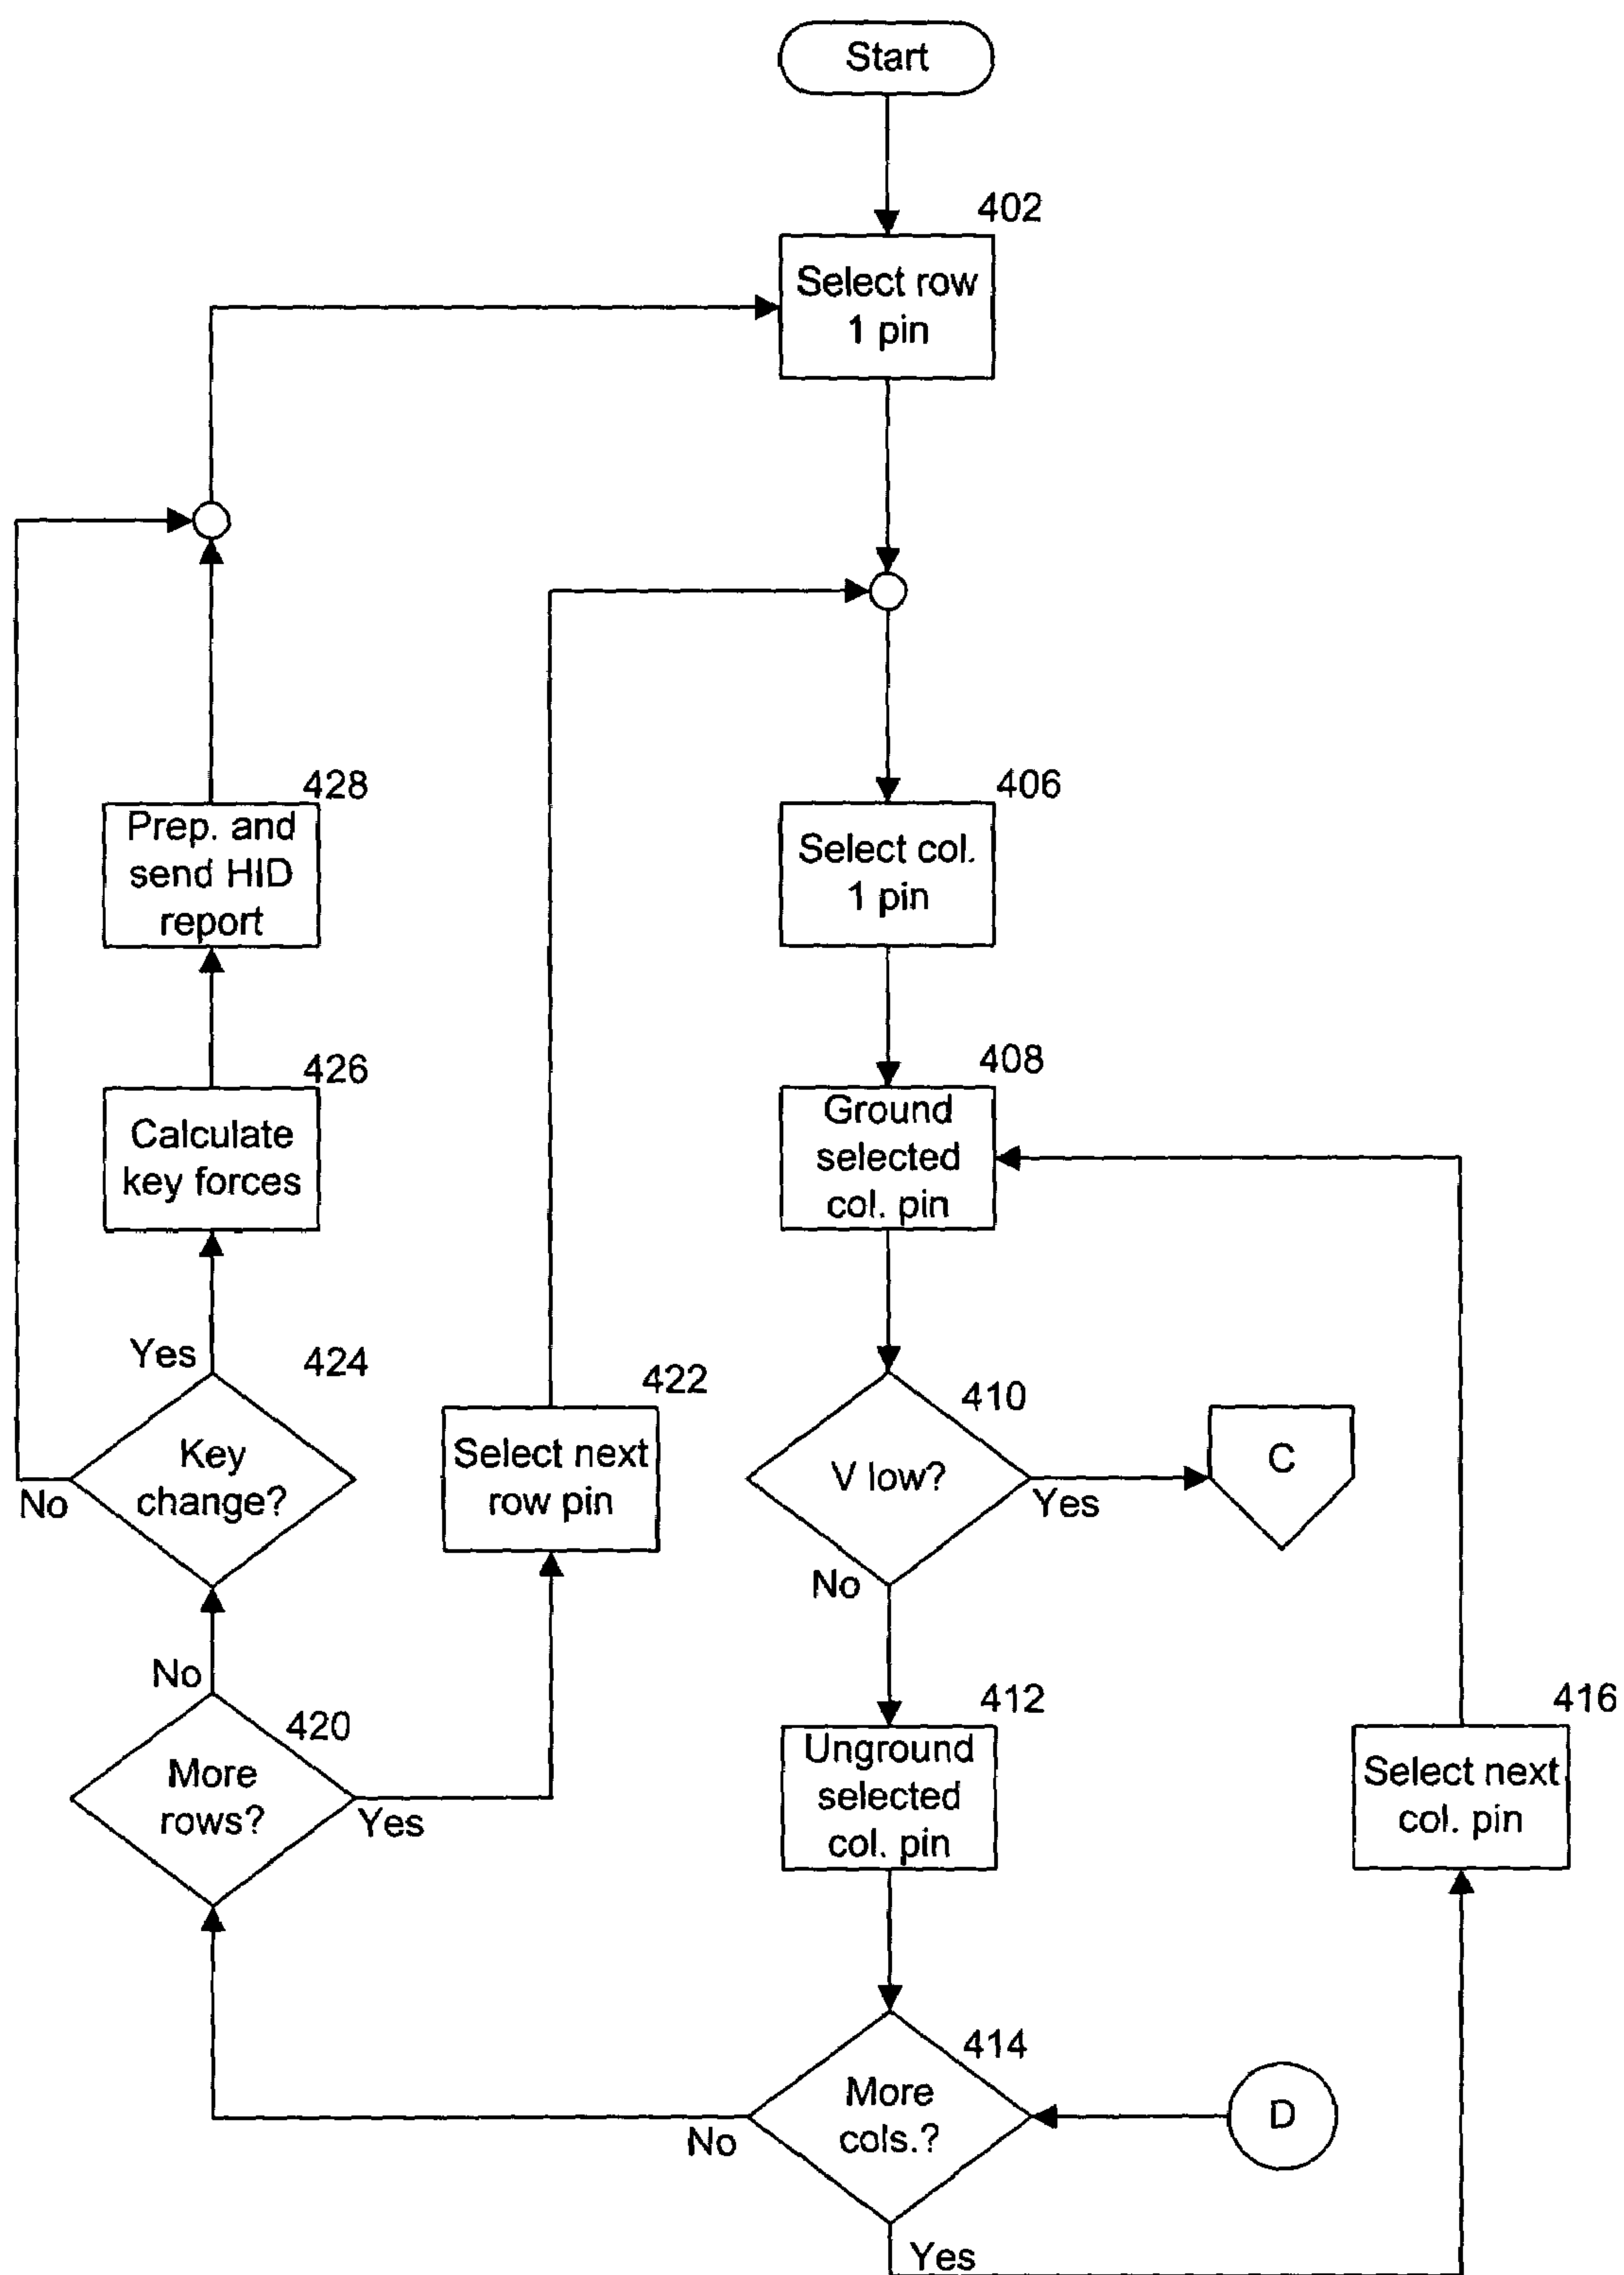 Start
402
Select row
1 pin
428
Prep. and
send HID
report
406
Select col.
1 pin
426
Calculate
key forces
408
Ground
selected
col. pin
Yes
424
Key
change?
No
422
Select next
row pin
410
V low?
Yes
C
No
No
420
More
rows?
Yes
412
Unground
selected
col. pin
416
Select next
col. pin
414
More
cols.?
No
D
Yes